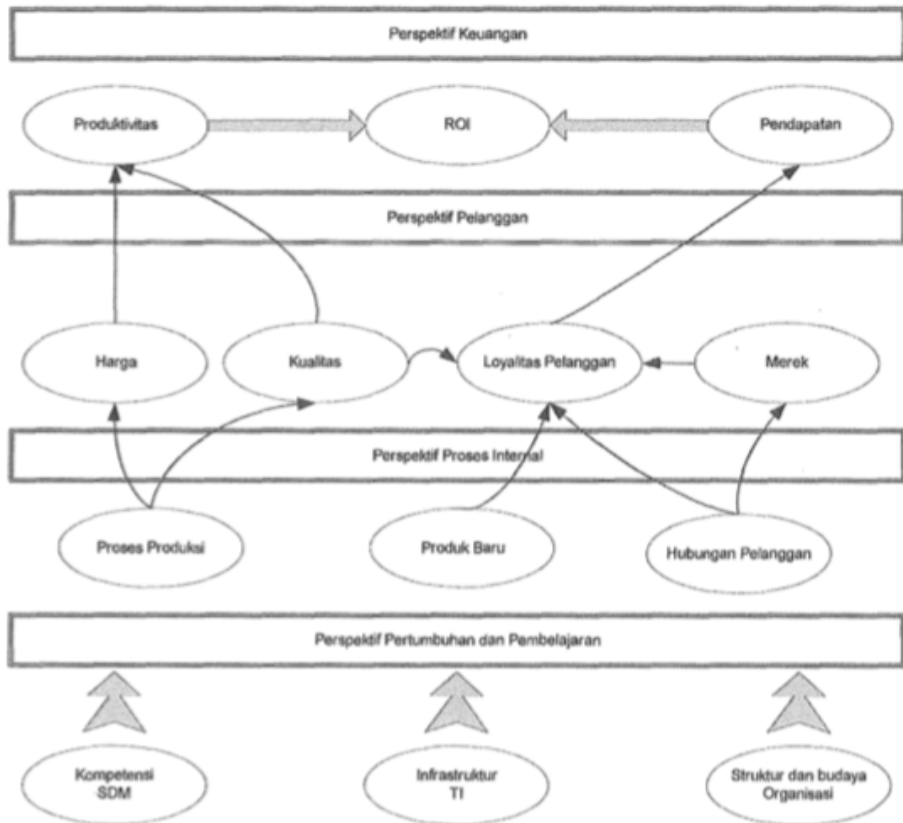 Perspektif Keuangan
Produktivitas
ROI
Pendapatan
Perspektif Pelanggan
Harga
Kualitas
Loyalitas Pelanggan
Merek
Perspektif Proses Internal
Proses Produksi
Produk Baru
Hubungan Pelanggan
Perspektif Pertumbuhan dan Pembelajaran
Kompetensi
SDM
Infrastruktur
TI
Struktur dan budaya
Organisasi